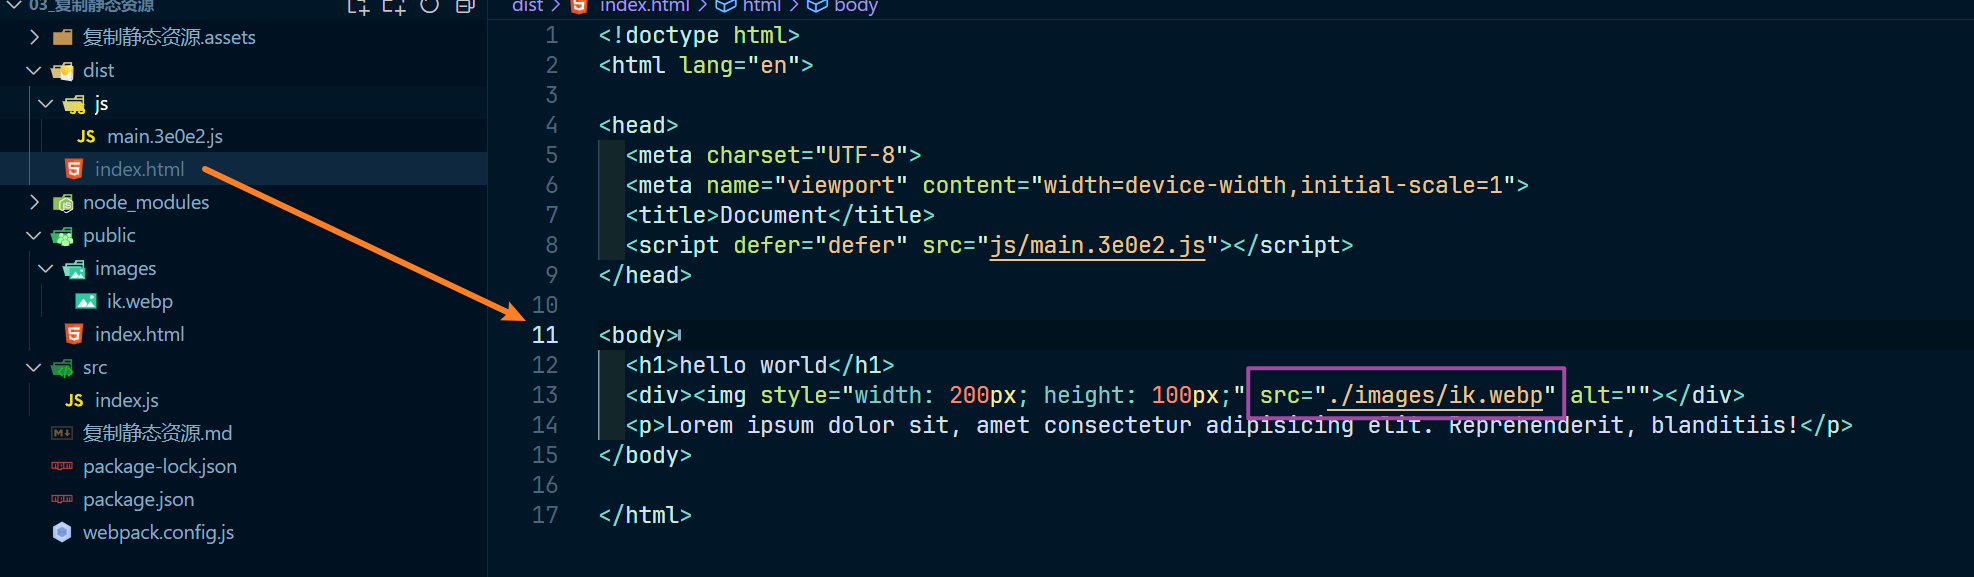 03_复制静态资源
复制静态资源.assets
dist
js
JS main.3e0e2.js
index.html
node_modules
public
images
ik.webp
index.html
src
JS index.js
复制静态资源.md
package-lock.json
package.json
webpack.config.js
dist > index.html > html > body
1 <!doctype html>
2 <html lang="en">
3
4 <head>
5 <meta charset="UTF-8">
6 <meta name="viewport" content="width=device-width,initial-scale=1">
7 <title>Document</title>
8 <script defer="defer" src="js/main.3e0e2.js"></script>
9 </head>
10
11 <body>
12 <h1>hello world</h1>
13 <div><img style="width: 200px; height: 100px;" src="./images/ik.webp" alt=""></div>
14 <p>Lorem ipsum dolor sit, amet consectetur adipisicing elit. Reprehenderit, blanditiis!</p>
15 </body>
16
17 </html>